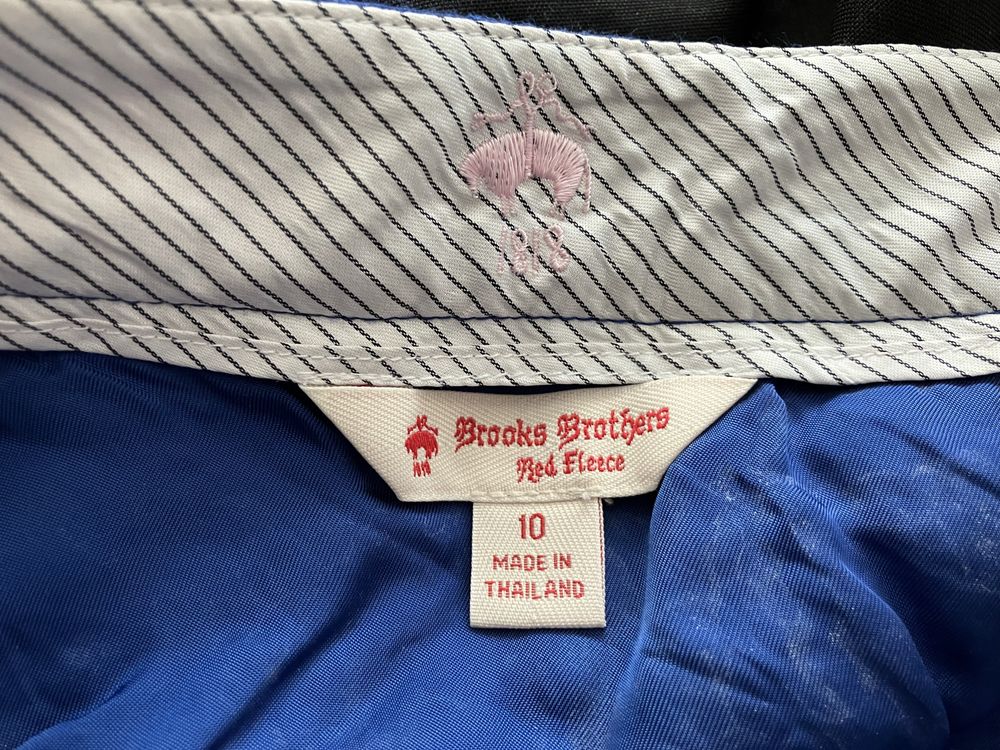 1818
Brooks Brothers
Red Fleece
10
MADE IN
THAILAND